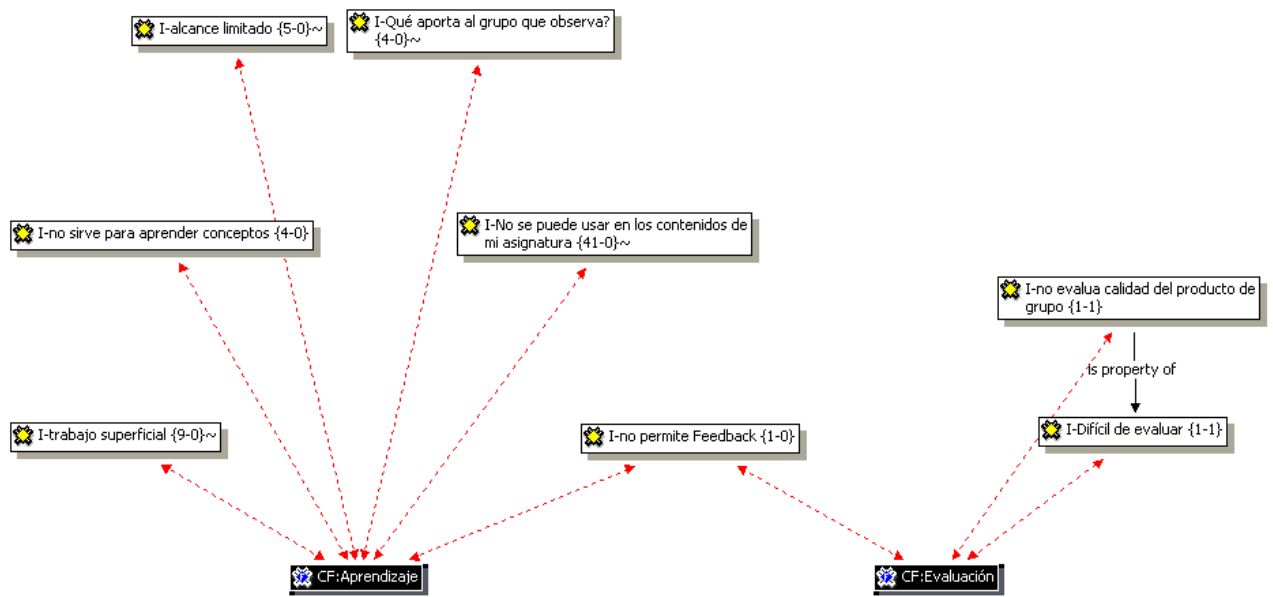 I-alcance limitado {5-0}~
I-Qué aporta al grupo que observa?
{4-0}~
I-no sirve para aprender conceptos {4-0}
I-No se puede usar en los contenidos de
mi asignatura {41-0}~
I-no evalua calidad del producto de
grupo {1-1}
is property of
I-trabajo superficial {9-0}~
I-no permite Feedback {1-0}
I-Difícil de evaluar {1-1}
CF:Aprendizaje
CF:Evaluación